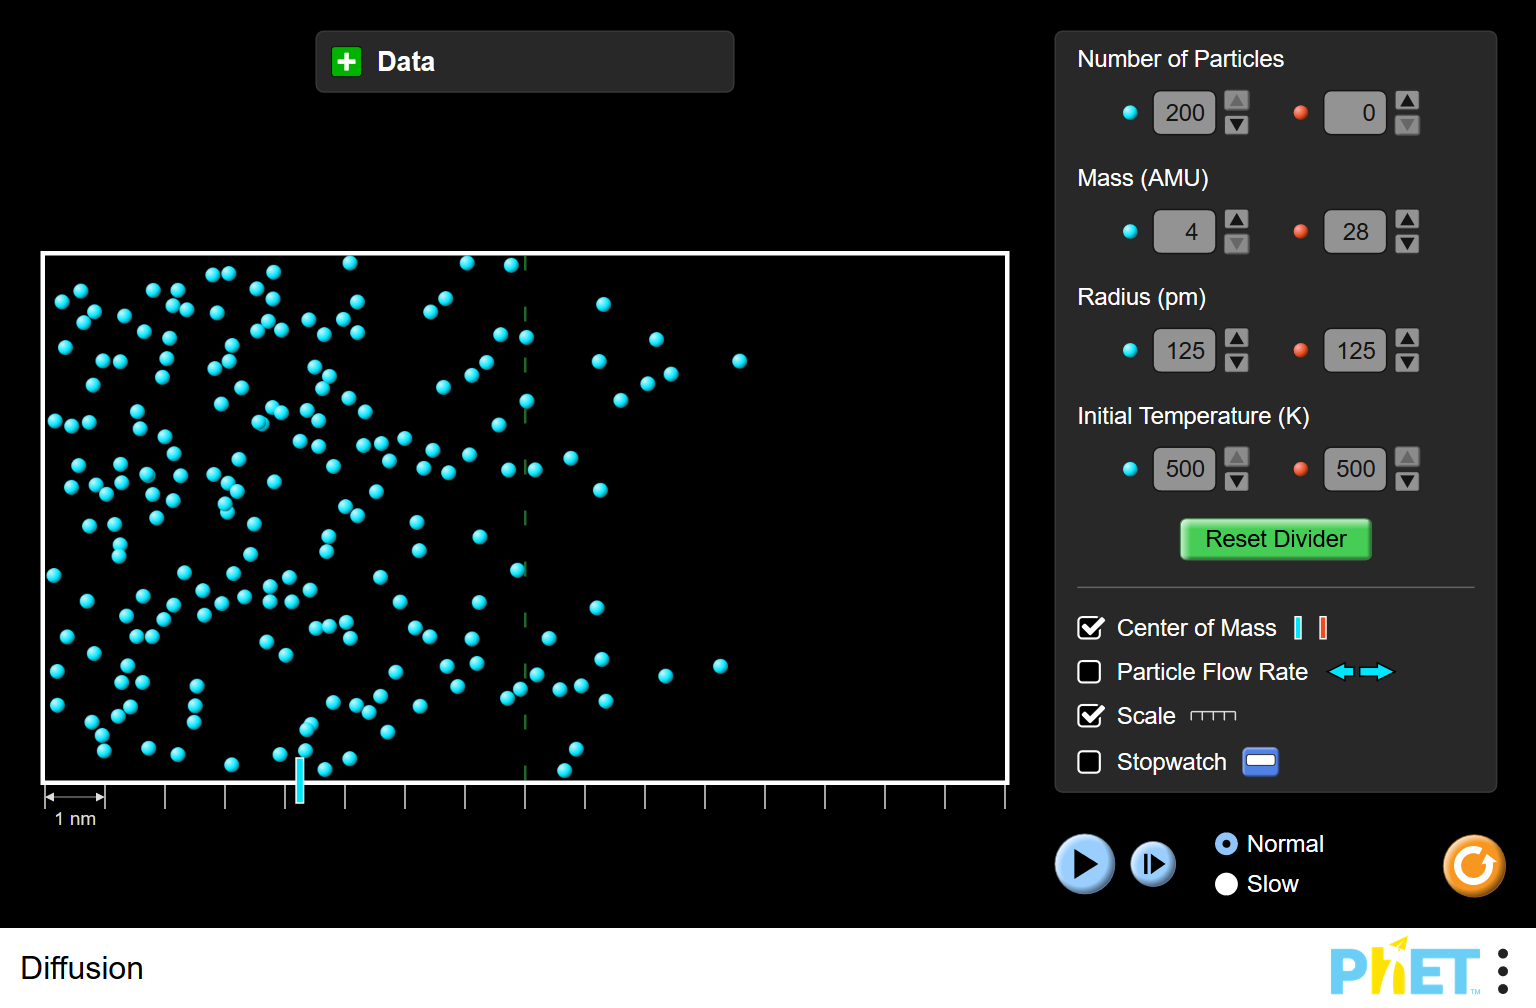 Data
Number of Particles
200 0
Mass (AMU)
4 28
Radius (pm)
125 125
Initial Temperature (K)
500 500
Reset Divider
Center of Mass
Particle Flow Rate
Scale
Stopwatch
1 nm
Normal
Slow
Diffusion
PhET™